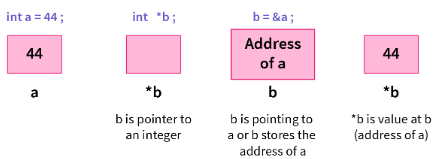 int a = 44 ;
int *b ;
b = &a ;
44
Address
of a
44
a
*b
b
*b
b is pointer to
an integer
b is pointing to
a or b stores the
address of a
*b is value at b
(address of a)